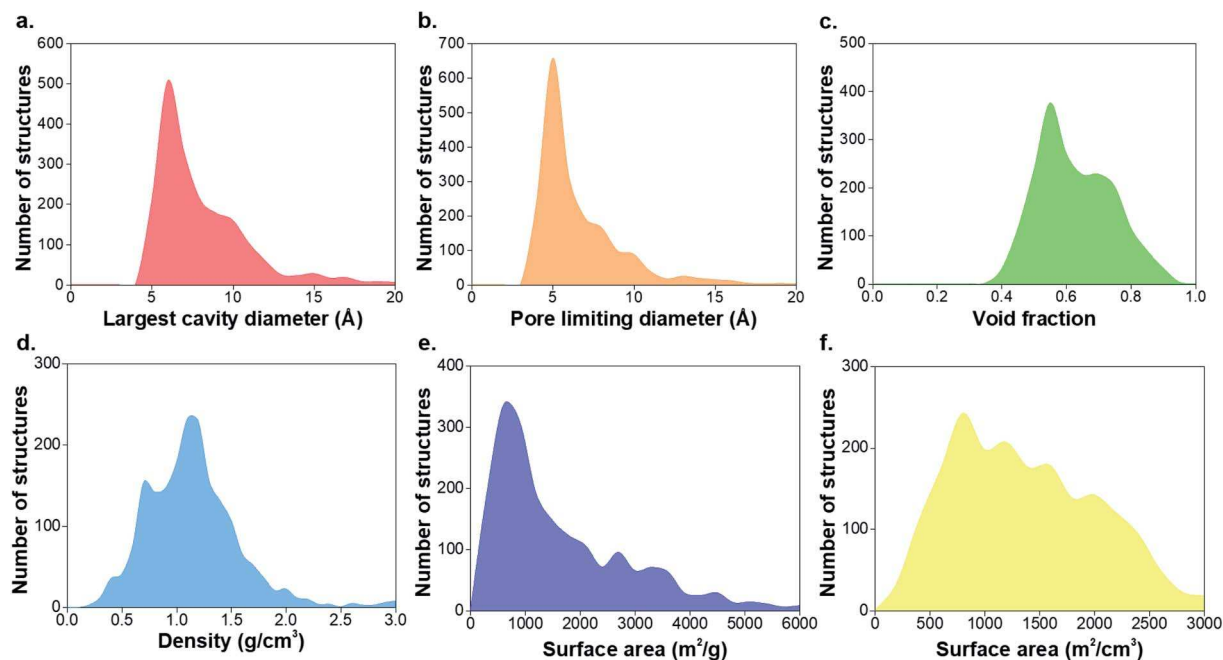 a.
Number of structures
600
500
400
300
200
100
0
0 5 10 15 20
Largest cavity diameter (Å)
b.
Number of structures
700
600
500
400
300
200
100
0
0 5 10 15 20
Pore limiting diameter (Å)
c.
Number of structures
500
400
300
200
100
0
0.0 0.2 0.4 0.6 0.8 1.0
Void fraction
d.
Number of structures
300
200
100
0
0.0 0.5 1.0 1.5 2.0 2.5 3.0
Density (g/cm³)
e.
Number of structures
400
300
200
100
0
0 1000 2000 3000 4000 5000 6000
Surface area (m²/g)
f.
Number of structures
300
200
100
0
0 500 1000 1500 2000 2500 3000
Surface area (m²/cm³)